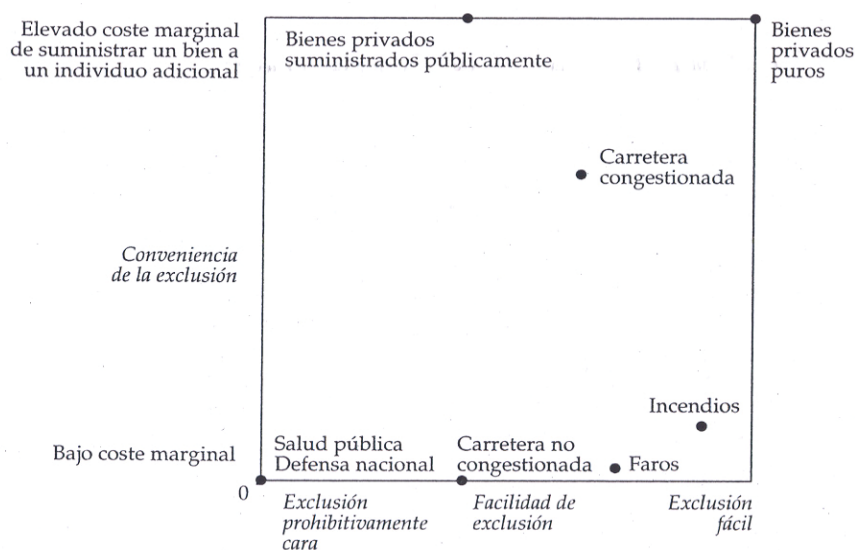 Elevado coste marginal
de suministrar un bien a
un individuo adicional
Bienes privados
suministrados públicamente
Bienes
privados
puros
Carretera
congestionada
Conveniencia
de la exclusión
Incendios
Bajo coste marginal
Salud pública
Defensa nacional
Carretera no
congestionada
Faros
0
Exclusión
prohibitivamente
cara
Facilidad de
exclusión
Exclusión
fácil